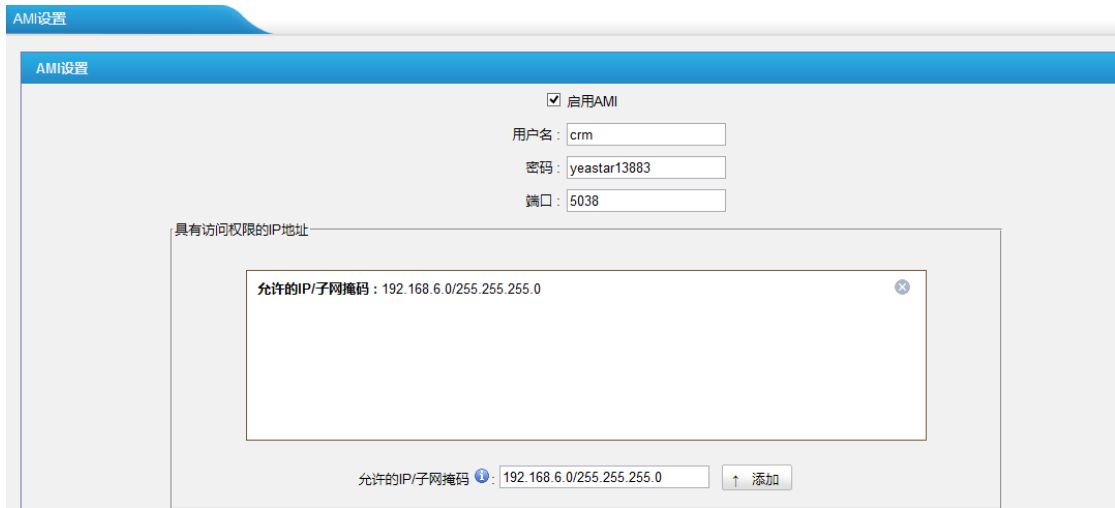 AMI设置
AMI设置
启用AMI
用户名 : crm
密码 : yeastar13883
端口 : 5038
具有访问权限的IP地址
允许的IP/子网掩码 : 192.168.6.0/255.255.255.0
允许的IP/子网掩码 : 192.168.6.0/255.255.255.0 ↑ 添加